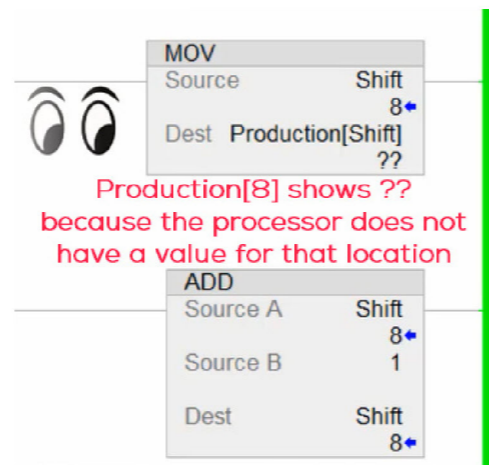 MOV
Source Shift
8
Dest Production[Shift]
??
Production[8] shows ??
because the processor does not
have a value for that location
ADD
Source A Shift
8
Source B 1
Dest Shift
8